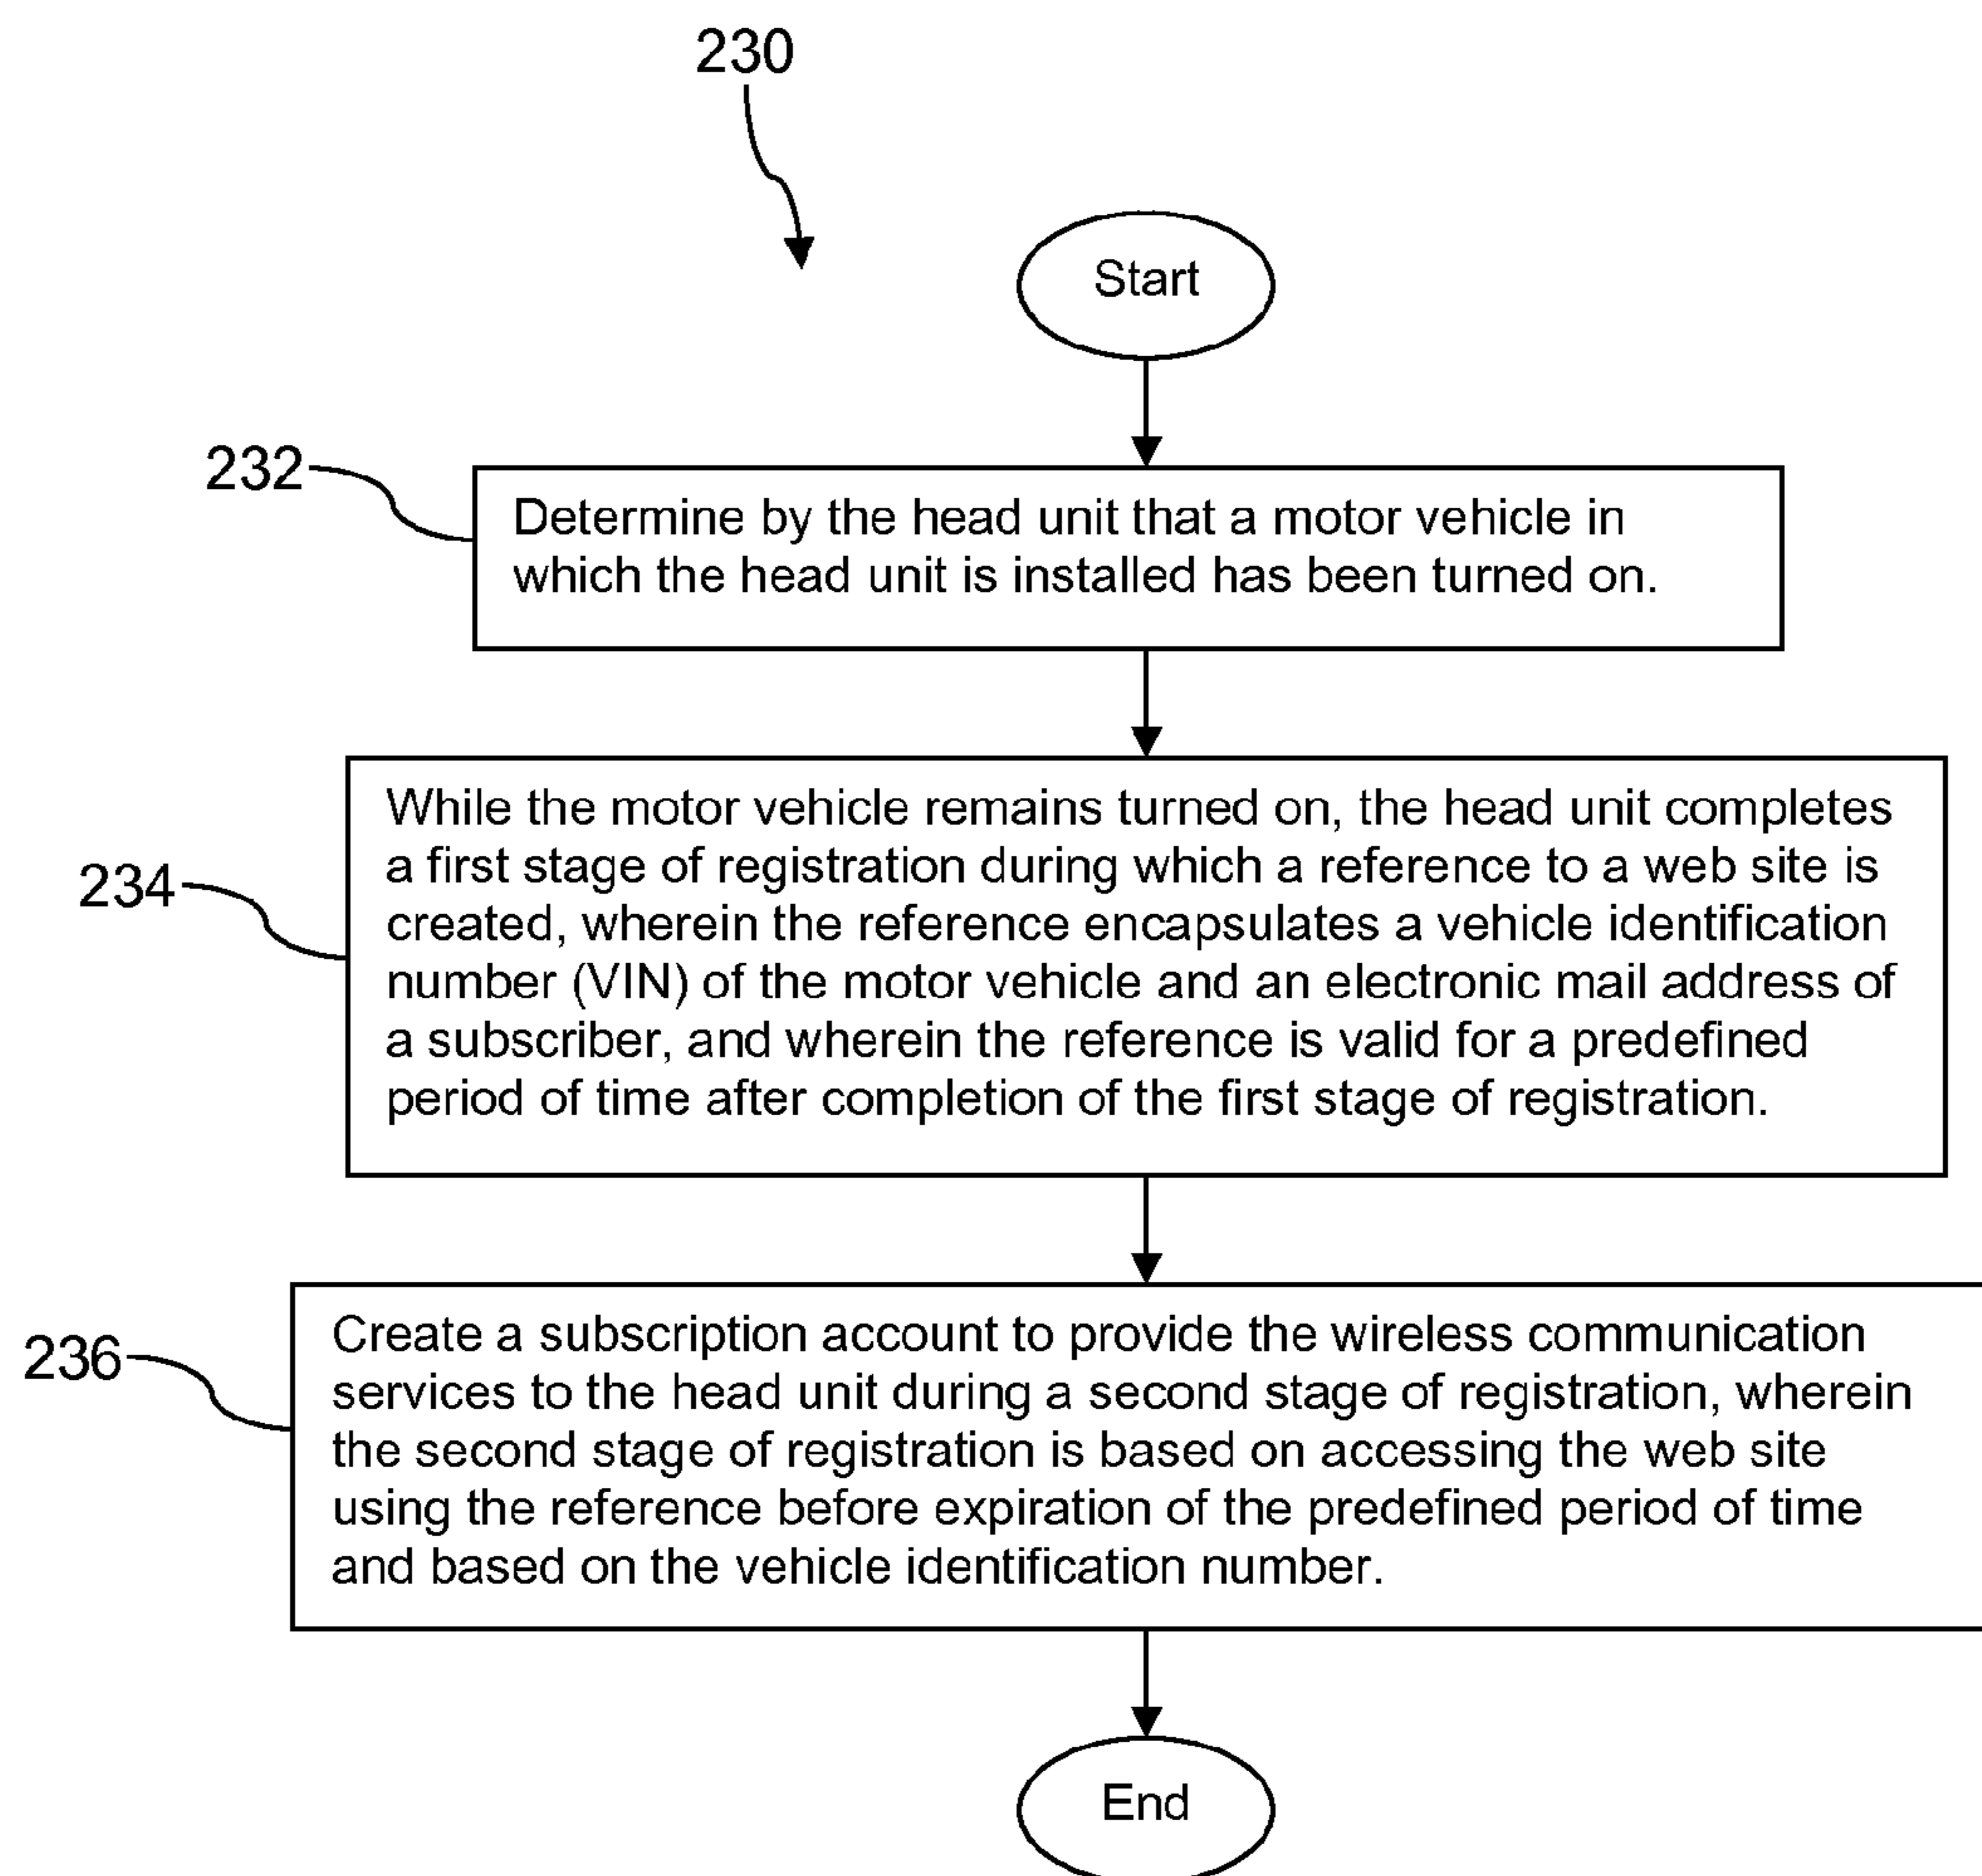 230
Start
232
Determine by the head unit that a motor vehicle in
which the head unit is installed has been turned on.
234
While the motor vehicle remains turned on, the head unit completes
a first stage of registration during which a reference to a web site is
created, wherein the reference encapsulates a vehicle identification
number (VIN) of the motor vehicle and an electronic mail address of
a subscriber, and wherein the reference is valid for a predefined
period of time after completion of the first stage of registration.
236
Create a subscription account to provide the wireless communication
services to the head unit during a second stage of registration, wherein
the second stage of registration is based on accessing the web site
using the reference before expiration of the predefined period of time
and based on the vehicle identification number.
End